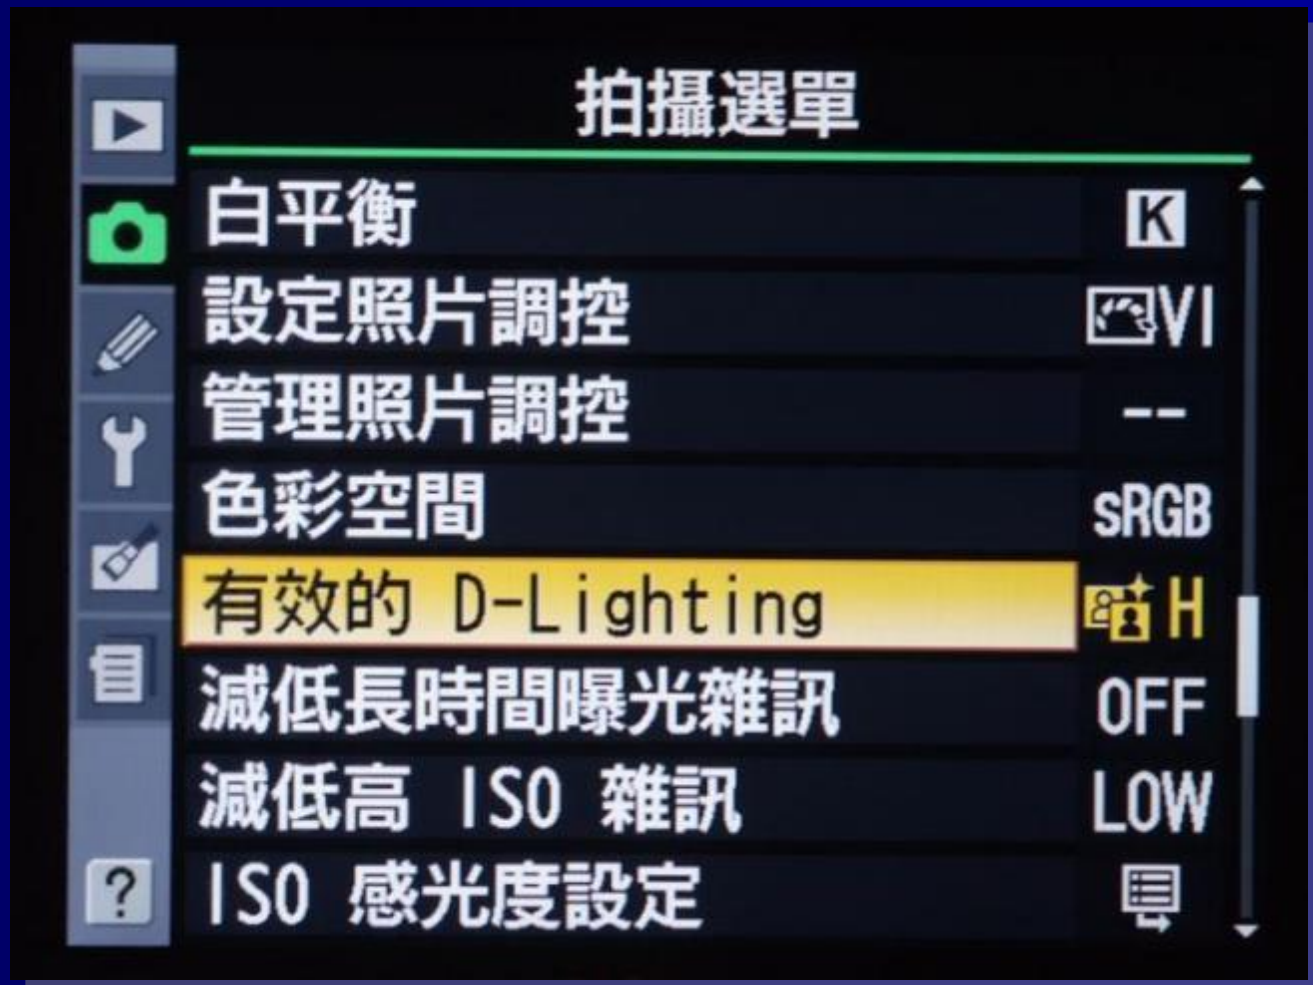 拍攝選單
白平衡 K
設定照片調控 VI
管理照片調控 --
色彩空間 sRGB
有效的 D-Lighting H
減低長時間曝光雜訊 OFF
減低高 ISO 雜訊 LOW
? ISO 感光度設定